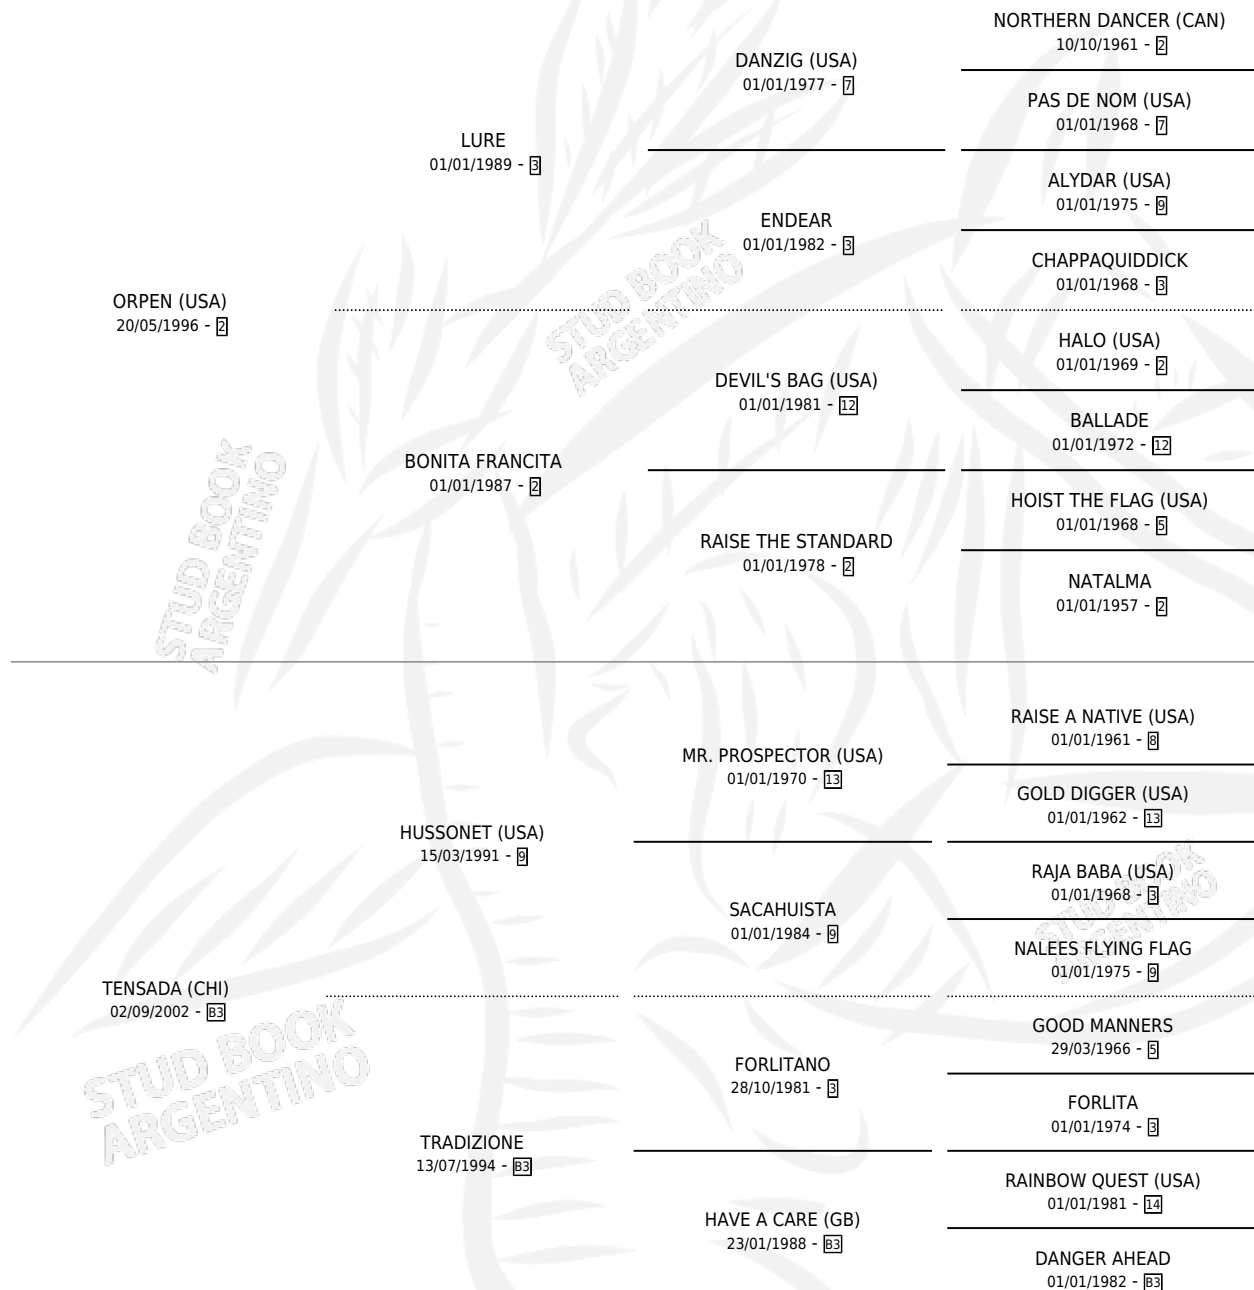 NORTHERN DANCER (CAN)
10/10/1961 - 2
DANZIG (USA)
01/01/1977 - 7
PAS DE NOM (USA)
01/01/1968 - 7
LURE
01/01/1989 - 3
ALYDAR (USA)
01/01/1975 - 9
ENDEAR
01/01/1982 - 3
CHAPPAQUIDDICK
01/01/1968 - 3
ORPEN (USA)
20/05/1996 - 2
STUD BOOK
ARGENTINO
HALO (USA)
01/01/1969 - 2
DEVIL'S BAG (USA)
01/01/1981 - 12
BALLADE
01/01/1972 - 12
BONITA FRANCITA
01/01/1987 - 2
HOIST THE FLAG (USA)
01/01/1968 - 5
RAISE THE STANDARD
01/01/1978 - 2
NATALMA
01/01/1957 - 2
STUD BOOK
ARGENTINO
RAISE A NATIVE (USA)
01/01/1961 - 8
MR. PROSPECTOR (USA)
01/01/1970 - 13
GOLD DIGGER (USA)
01/01/1962 - 13
HUSSONET (USA)
15/03/1991 - 9
RAJA BABA (USA)
01/01/1968 - 3
SACAHUISTA
01/01/1984 - 9
NALEES FLYING FLAG
01/01/1975 - 9
STUD BOOK
ARGENTINO
TENSADA (CHI)
02/09/2002 - B3
STUD BOOK
ARGENTINO
GOOD MANNERS
29/03/1966 - 5
FORLITANO
28/10/1981 - 3
FORLITA
01/01/1974 - 3
TRADIZIONE
13/07/1994 - B3
RAINBOW QUEST (USA)
01/01/1981 - 14
HAVE A CARE (GB)
23/01/1988 - B3
DANGER AHEAD
01/01/1982 - B3